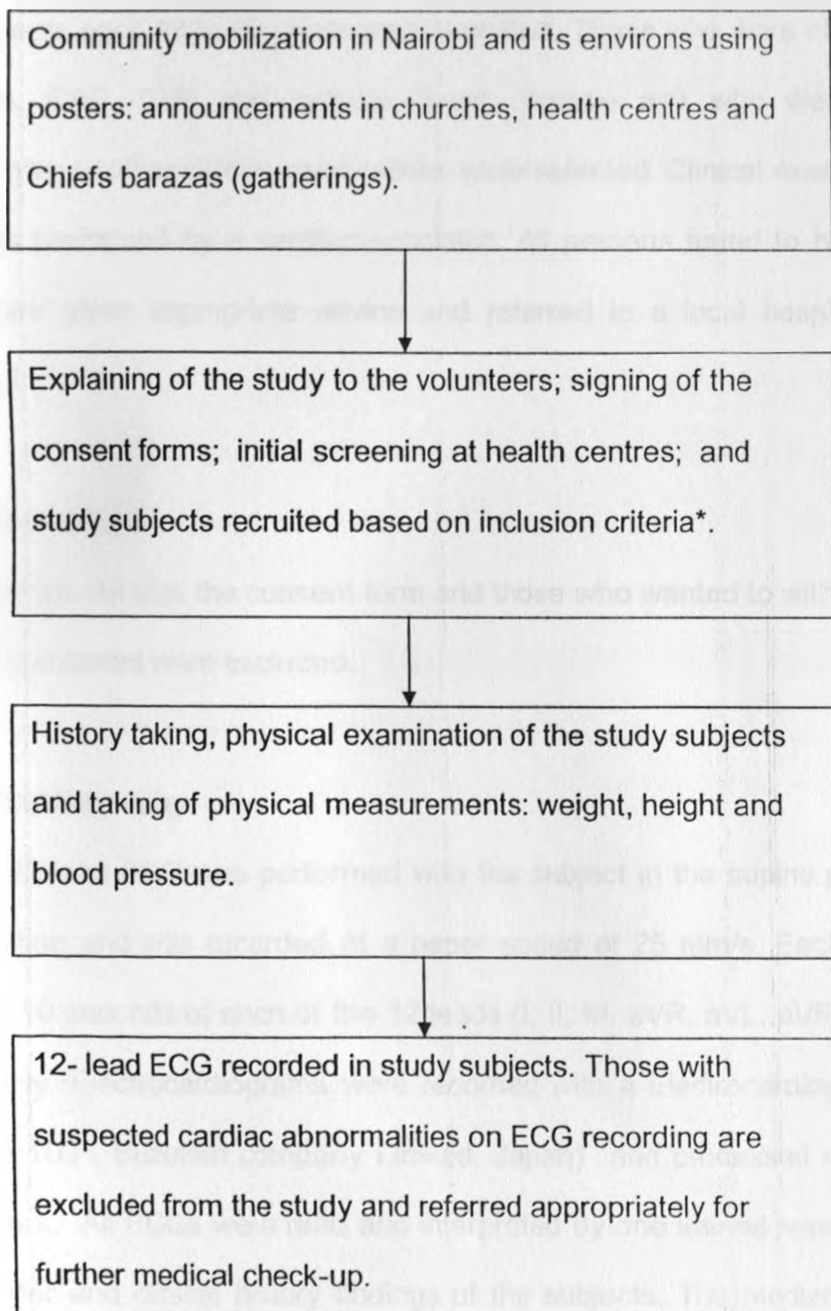 Community mobilization in Nairobi and its environs using
posters: announcements in churches, health centres and
Chiefs barazas (gatherings).
Explaining of the study to the volunteers; signing of the
consent forms; initial screening at health centres; and
study subjects recruited based on inclusion criteria*.
History taking, physical examination of the study subjects
and taking of physical measurements: weight, height and
blood pressure.
12- lead ECG recorded in study subjects. Those with
suspected cardiac abnormalities on ECG recording are
excluded from the study and referred appropriately for
further medical check-up.